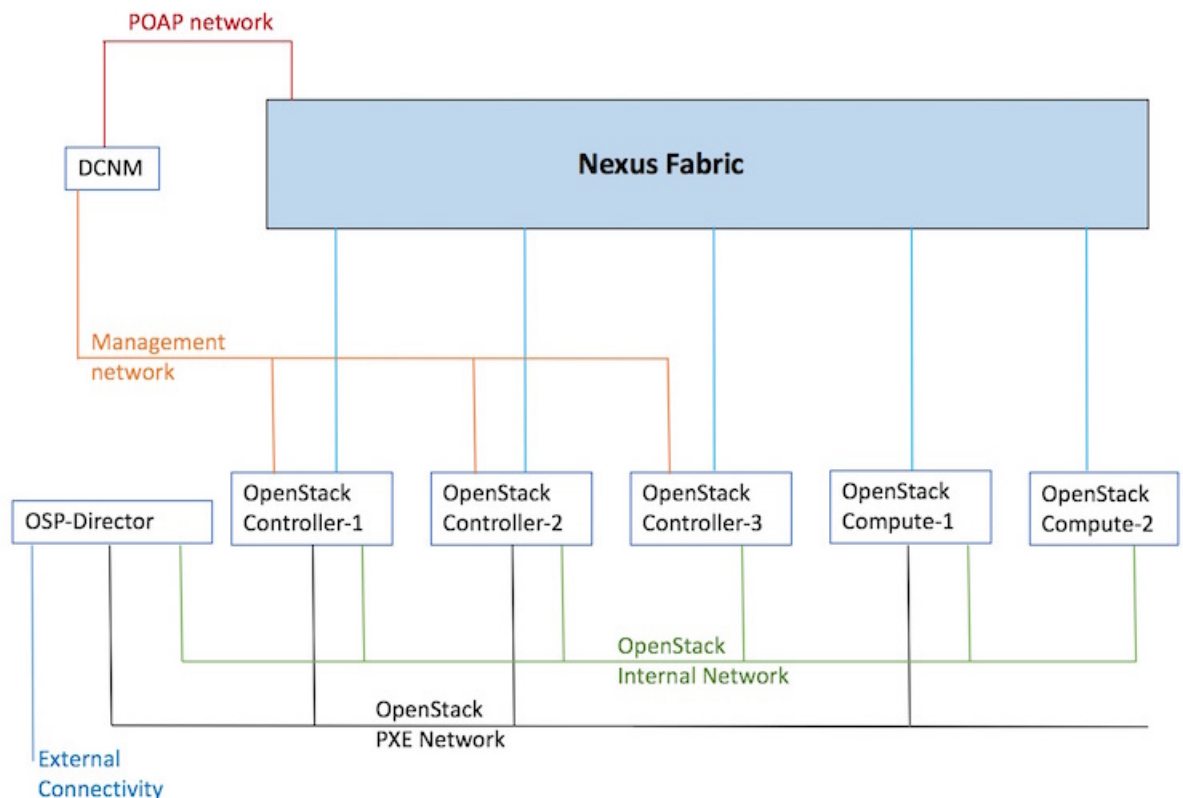 POAP network
Nexus Fabric
DCNM
Management
network
OpenStack
Controller-1
OpenStack
Controller-2
OpenStack
Controller-3
OpenStack
Compute-1
OpenStack
Compute-2
OSP-Director
OpenStack
Internal Network
OpenStack
PXE Network
External
Connectivity